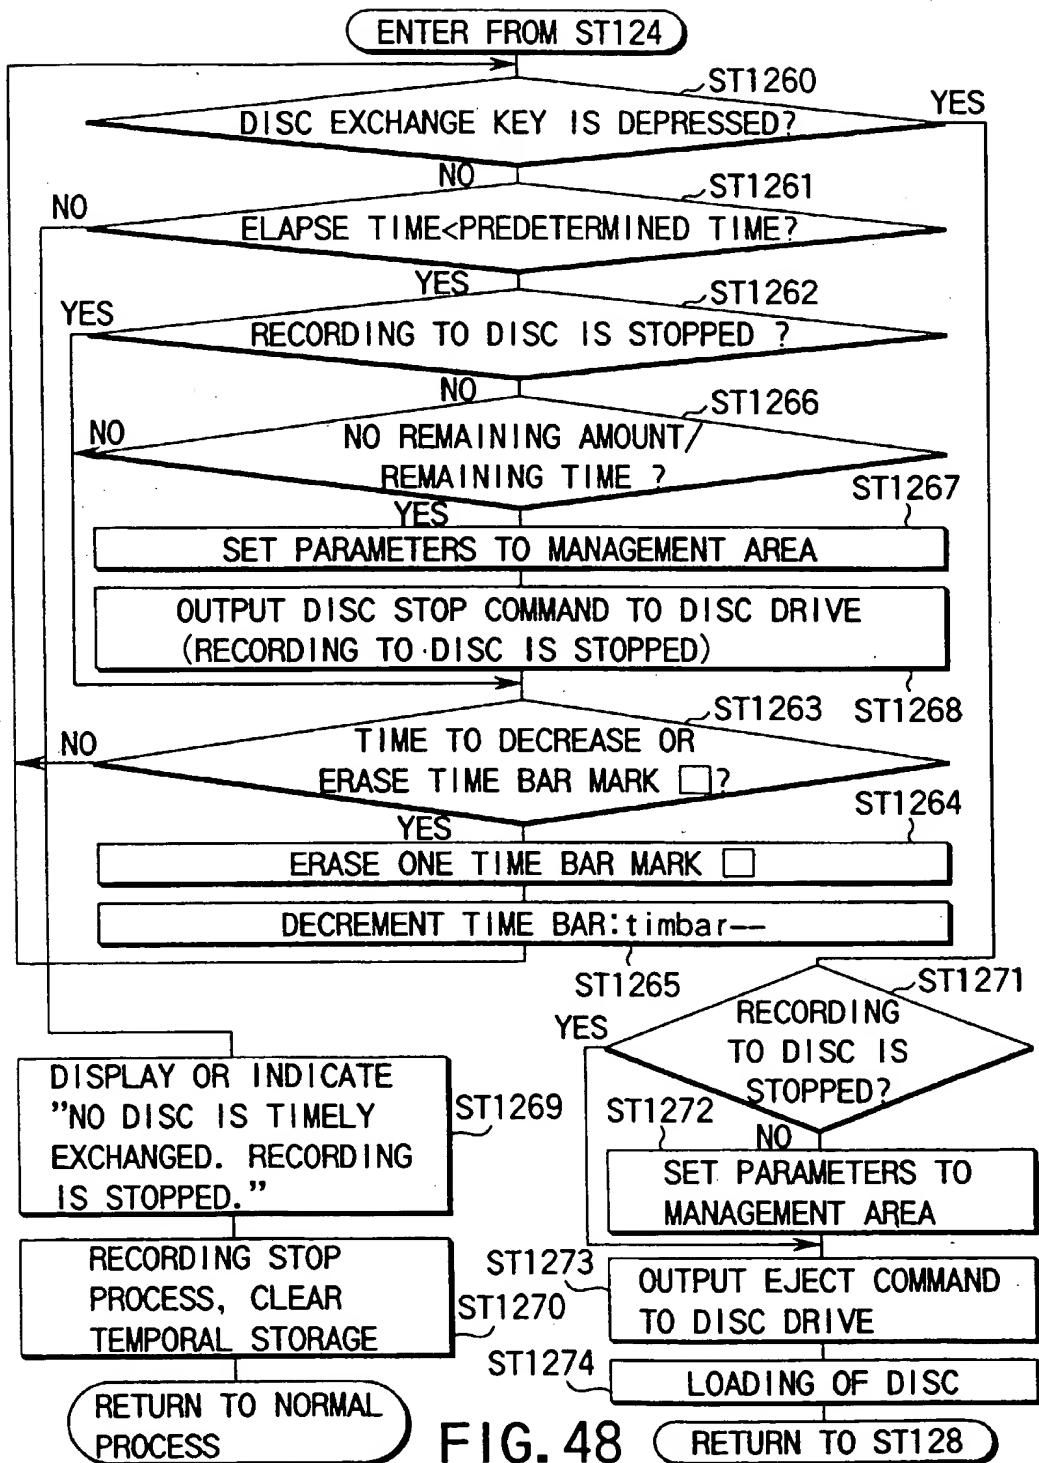 ENTER FROM ST124
ST1260
DISC EXCHANGE KEY IS DEPRESSED?
YES
NO
ST1261
NO
ELAPSE TIME<PREDETERMINED TIME?
YES
ST1262
YES
RECORDING TO DISC IS STOPPED ?
NO
ST1266
NO
NO REMAINING AMOUNT/
REMAINING TIME ?
ST1267
YES
SET PARAMETERS TO MANAGEMENT AREA
OUTPUT DISC STOP COMMAND TO DISC DRIVE
(RECORDING TO DISC IS STOPPED)
ST1263
ST1268
NO
TIME TO DECREASE OR
ERASE TIME BAR MARK □?
ST1264
YES
ERASE ONE TIME BAR MARK □
DECREMENT TIME BAR:timbar--
ST1265
ST1271
YES
RECORDING
TO DISC IS
STOPPED?
DISPLAY OR INDICATE
"NO DISC IS TIMELY
EXCHANGED. RECORDING
IS STOPPED."
ST1269
ST1272
NO
SET PARAMETERS TO
MANAGEMENT AREA
RECORDING STOP
PROCESS, CLEAR
TEMPORAL STORAGE
ST1270
ST1273
OUTPUT EJECT COMMAND
TO DISC DRIVE
ST1274
LOADING OF DISC
RETURN TO NORMAL
PROCESS
FIG. 48
RETURN TO ST128